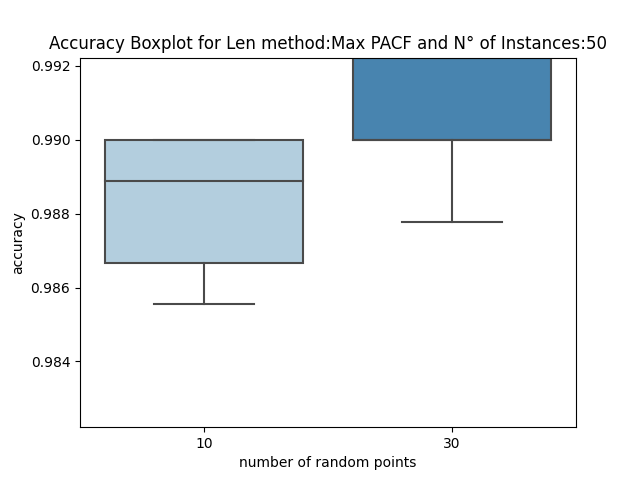 Accuracy Boxplot for Len method:Max PACF and N° of Instances:50
0.992
0.990
0.988
0.986
0.984
accuracy
10 30
number of random points